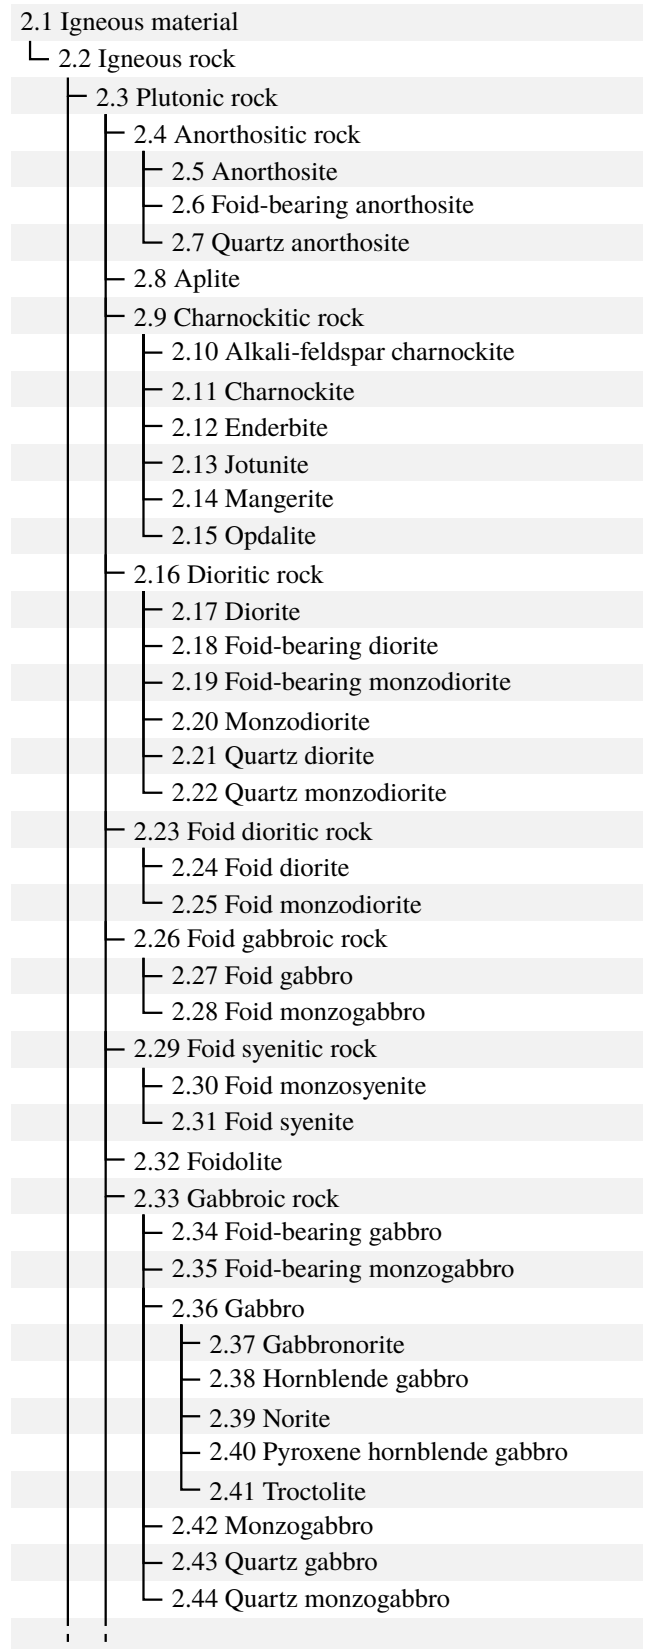 2.1 Igneous material
2.2 Igneous rock
2.3 Plutonic rock
2.4 Anorthositic rock
2.5 Anorthosite
2.6 Foid-bearing anorthosite
2.7 Quartz anorthosite
2.8 Aplite
2.9 Charnockitic rock
2.10 Alkali-feldspar charnockite
2.11 Charnockite
2.12 Enderbite
2.13 Jotunite
2.14 Mangerite
2.15 Opdalite
2.16 Dioritic rock
2.17 Diorite
2.18 Foid-bearing diorite
2.19 Foid-bearing monzodiorite
2.20 Monzodiorite
2.21 Quartz diorite
2.22 Quartz monzodiorite
2.23 Foid dioritic rock
2.24 Foid diorite
2.25 Foid monzodiorite
2.26 Foid gabbroic rock
2.27 Foid gabbro
2.28 Foid monzogabbro
2.29 Foid syenitic rock
2.30 Foid monzosyenite
2.31 Foid syenite
2.32 Foidolite
2.33 Gabbroic rock
2.34 Foid-bearing gabbro
2.35 Foid-bearing monzogabbro
2.36 Gabbro
2.37 Gabbronorite
2.38 Hornblende gabbro
2.39 Norite
2.40 Pyroxene hornblende gabbro
2.41 Troctolite
2.42 Monzogabbro
2.43 Quartz gabbro
2.44 Quartz monzogabbro